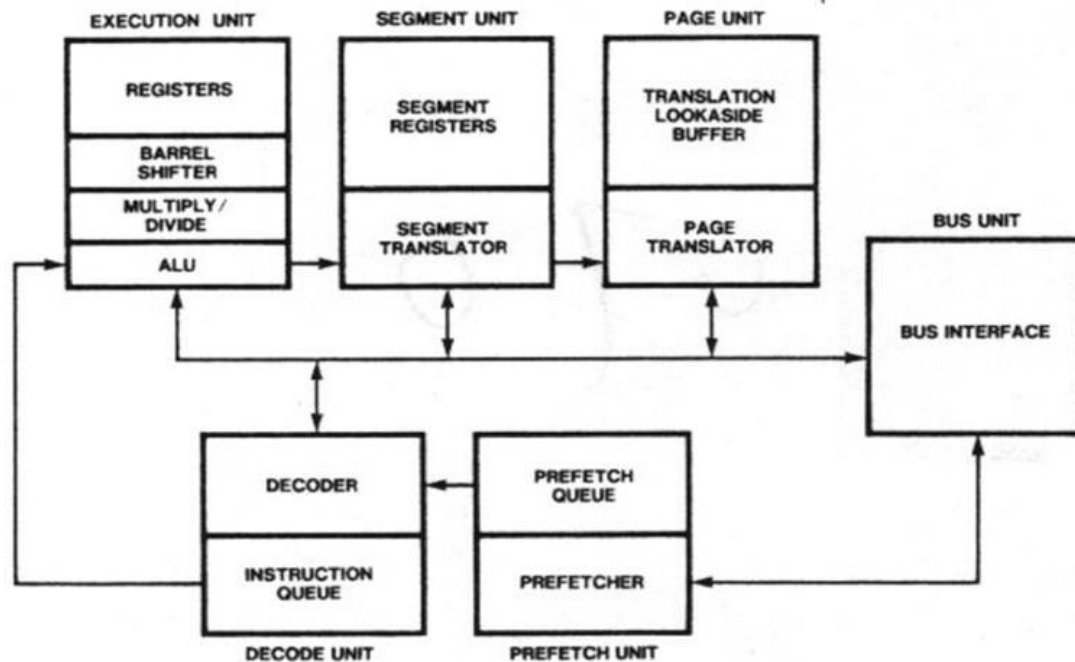 EXECUTION UNIT
SEGMENT UNIT
PAGE UNIT
REGISTERS
BARREL
SHIFTER
MULTIPLY/
DIVIDE
ALU
SEGMENT
REGISTERS
SEGMENT
TRANSLATOR
TRANSLATION
LOOKASIDE
BUFFER
PAGE
TRANSLATOR
BUS UNIT
BUS INTERFACE
DECODER
INSTRUCTION
QUEUE
DECODE UNIT
PREFETCH
QUEUE
PREFETCHER
PREFETCH UNIT